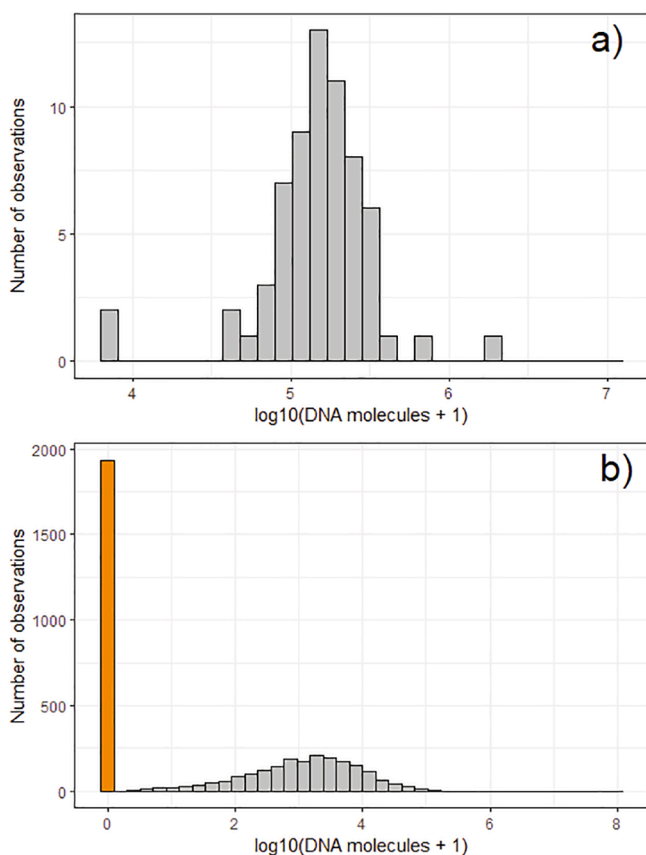 a)
Number of observations
10
5
0
4 5 6 7
log10(DNA molecules + 1)
b)
Number of observations
2000
1500
1000
500
0
0 2 4 6 8
log10(DNA molecules + 1)